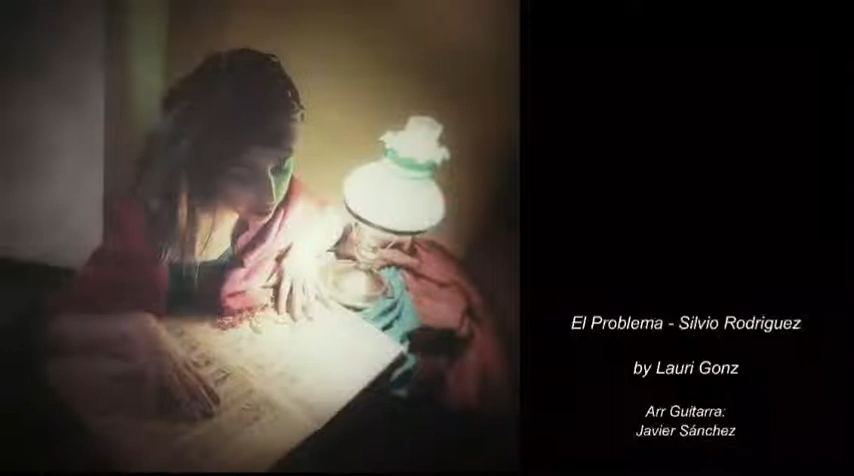 El Problema - Silvio Rodriguez
by Lauri Gonz
Arr Guitarra:
Javier Sánchez